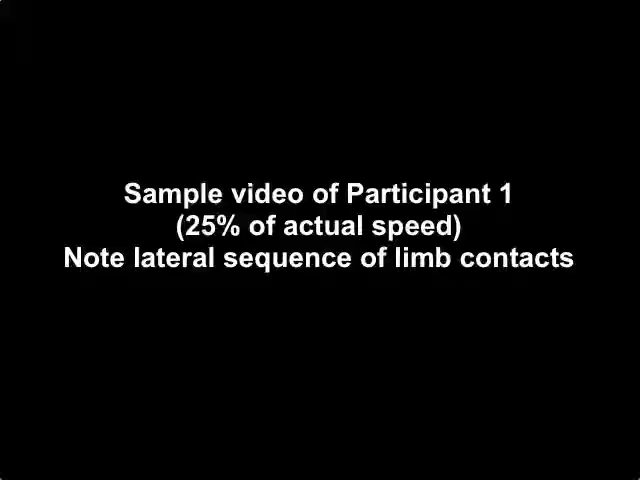 Sample video of Participant 1
(25% of actual speed)
Note lateral sequence of limb contacts